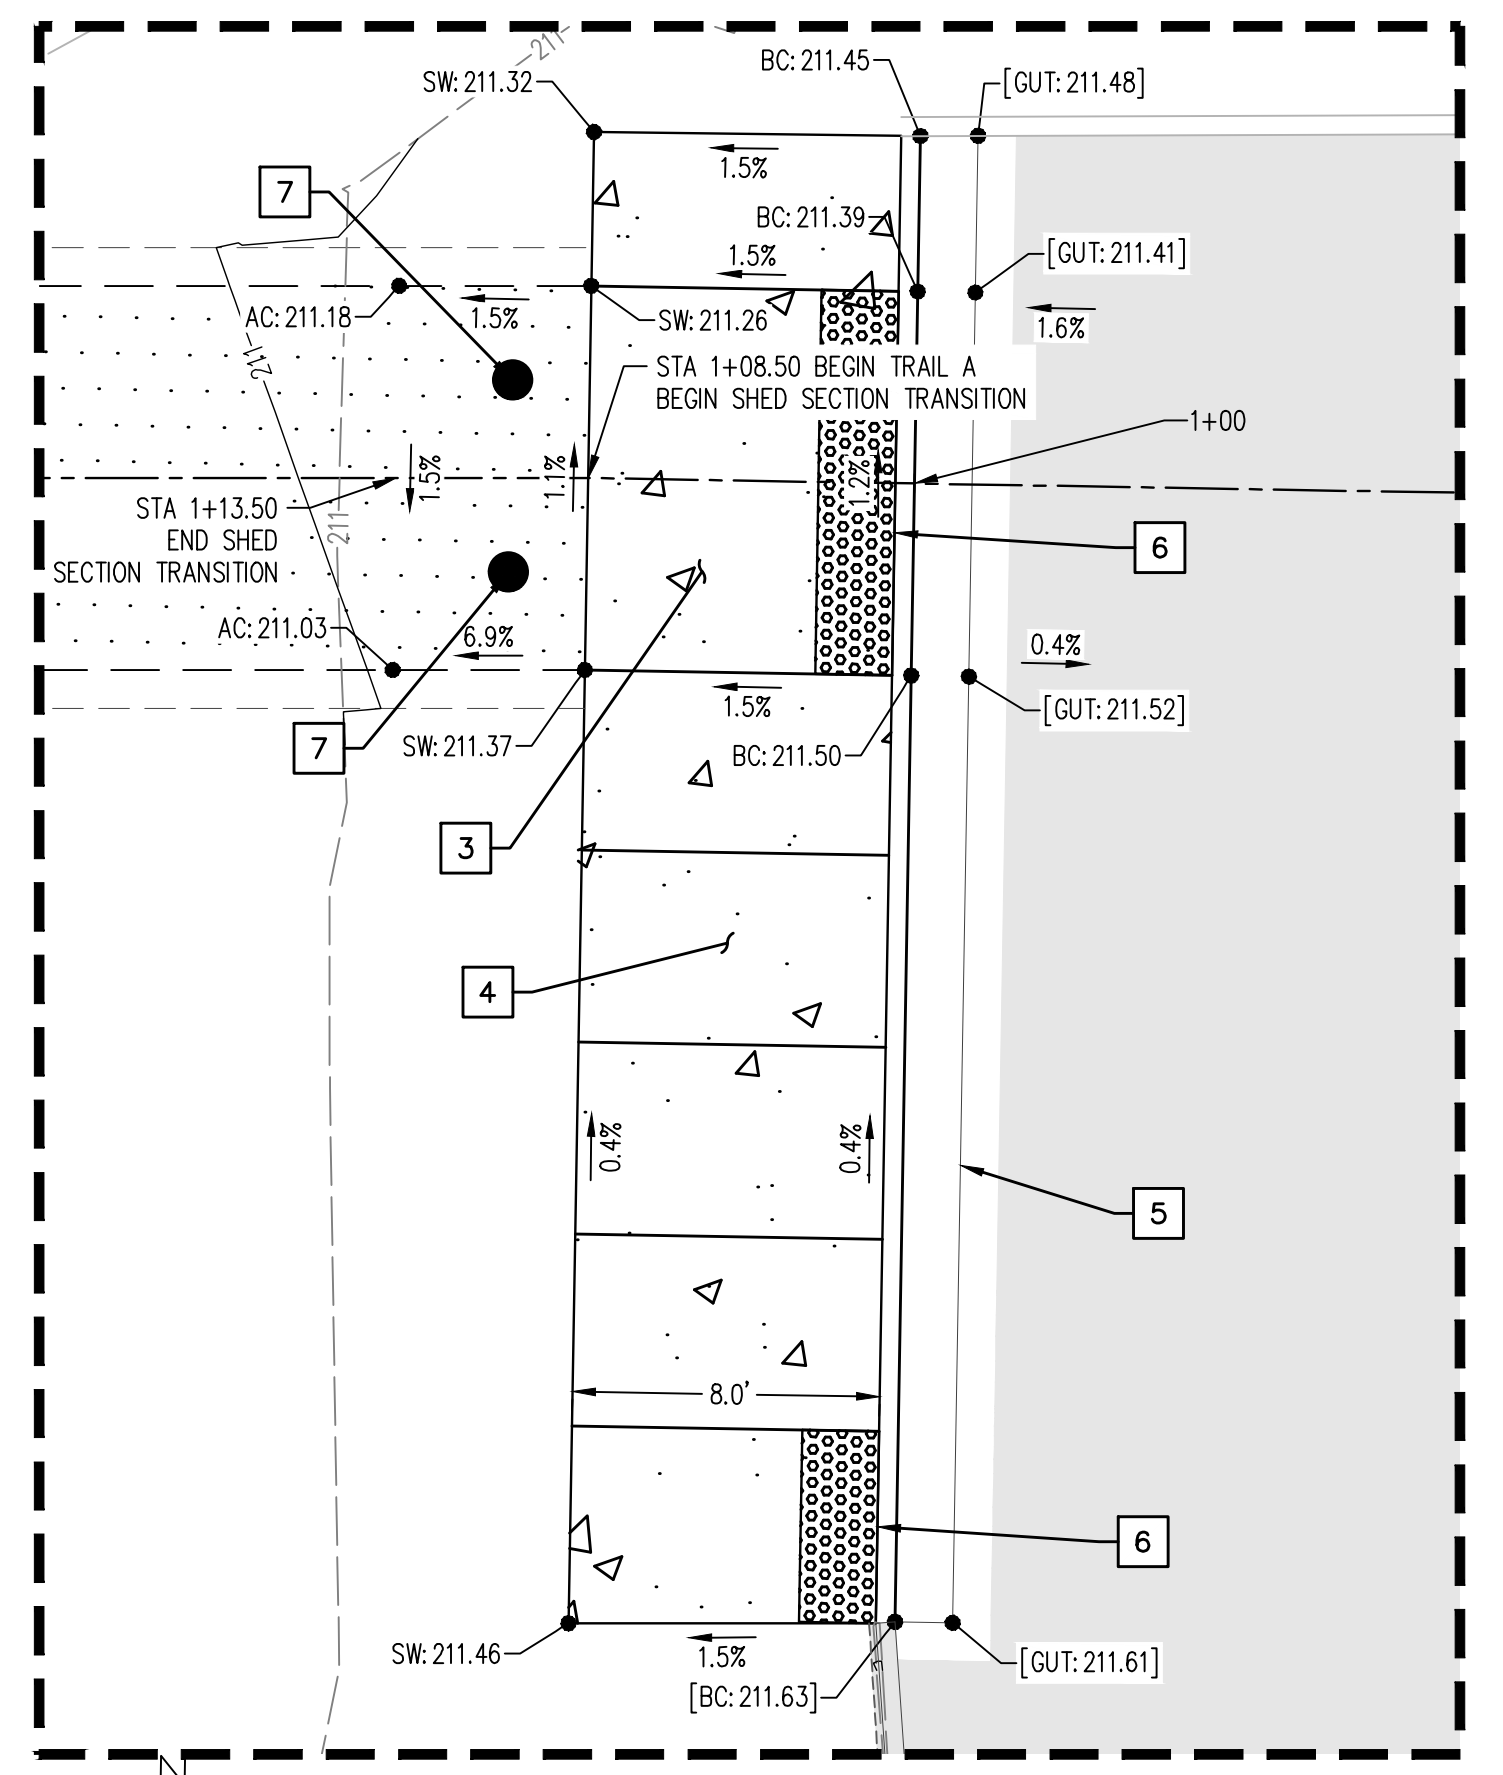 211
BC: 211.45
SW: 211.32
[GUT: 211.48]
1.5%
7
BC: 211.39
[GUT: 211.41]
1.5%
AC: 211.18
1.5%
SW: 211.26
1.6%
211
STA 1+08.50 BEGIN TRAIL A
BEGIN SHED SECTION TRANSITION
1+00
1.5%
1.1%
1.2%
STA 1+13.50
END SHED
SECTION TRANSITION
211
6
AC: 211.03
6.9%
0.4%
1.5%
[GUT: 211.52]
7
SW: 211.37
BC: 211.50
3
4
0.4%
0.4%
5
8.0'
6
SW: 211.46
1.5%
[GUT: 211.61]
[BC: 211.63]